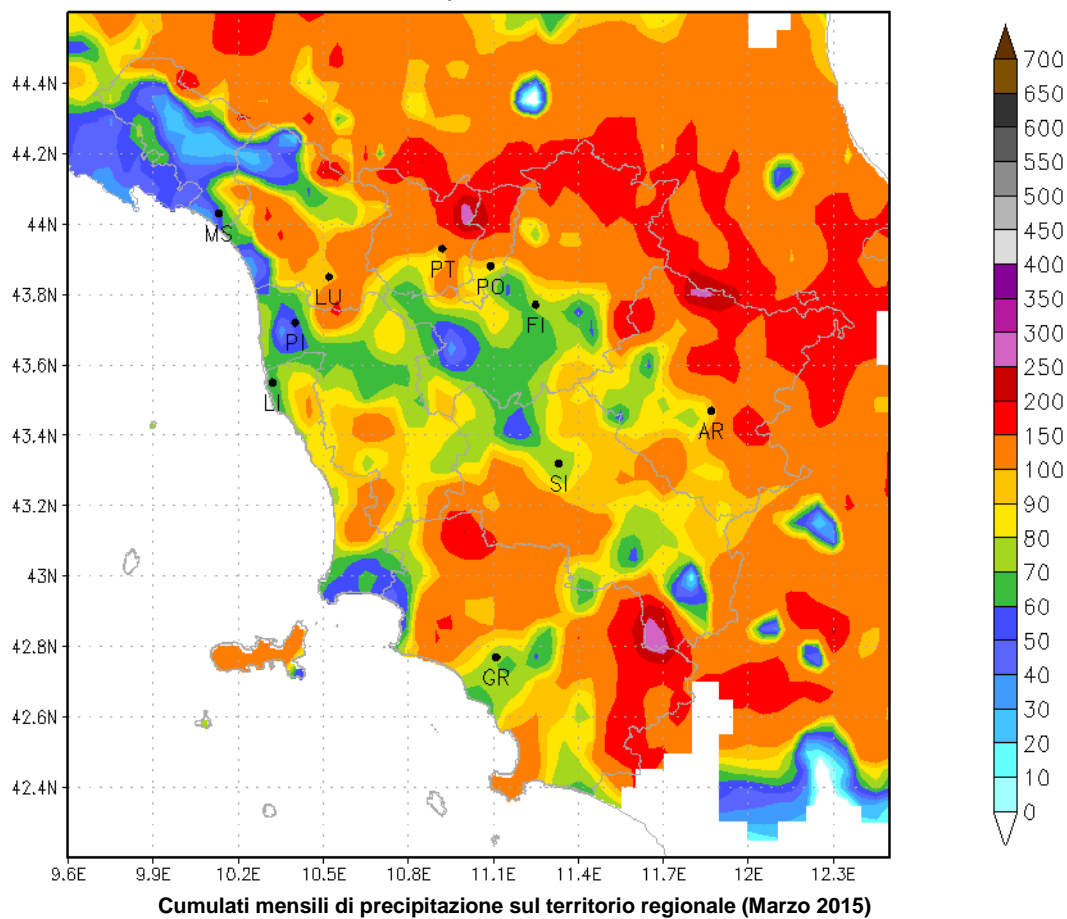 44.4N
44.2N
44N
43.8N
43.6N
43.4N
43.2N
43N
42.8N
42.6N
42.4N
MS
LU
PT
PO
FI
PI
LI
AR
SI
GR
9.6E 9.9E 10.2E 10.5E 10.8E 11.1E 11.4E 11.7E 12E 12.3E
700
650
600
550
500
450
400
350
300
250
200
150
100
90
80
70
60
50
40
30
20
10
0
Cumulati mensili di precipitazione sul territorio regionale (Marzo 2015)